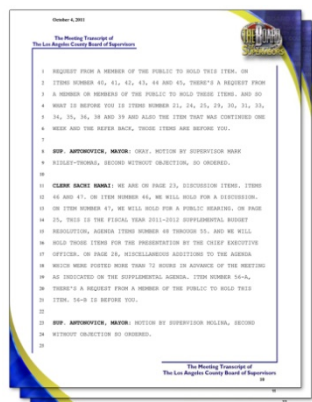 October 4, 2011
The Meeting Transcript of
The Los Angeles County Board of Supervisors
1 REQUEST FROM A MEMBER OF THE PUBLIC TO HOLD THIS ITEM. ON
2 ITEMS NUMBER 40, 41, 42, 43, 44 AND 45, THERE'S A REQUEST FROM
3 A MEMBER OR MEMBERS OF THE PUBLIC TO HOLD THESE ITEMS. AND SO
4 WHAT IS BEFORE YOU IS ITEMS NUMBER 21, 24, 25, 29, 30, 31, 33,
5 34, 35, 36, 38 AND 39 AND ALSO THE ITEM THAT WAS CONTINUED ONE
6 WEEK AND THE REFER BACK, THOSE ITEMS ARE BEFORE YOU.
7
8 SUP. ANTONOVICH, MAYOR: OKAY. MOTION BY SUPERVISOR MARK
9 RIDLEY-THOMAS, SECOND WITHOUT OBJECTION, SO ORDERED.
10
11 CLERK SACHI HAMAI: WE ARE ON PAGE 23, DISCUSSION ITEMS, ITEMS
12 46 AND 47. ON ITEM NUMBER 46, WE WILL HOLD FOR A DISCUSSION.
13 ON ITEM NUMBER 47, WE WILL HOLD FOR A PUBLIC HEARING. ON PAGE
14 25, THIS IS THE FISCAL YEAR 2011-2012 SUPPLEMENTAL BUDGET
15 RESOLUTION, AGENDA ITEMS NUMBER 48 THROUGH 55. AND WE WILL
16 HOLD THOSE ITEMS FOR THE PRESENTATION BY THE CHIEF EXECUTIVE
17 OFFICER. ON PAGE 28, MISCELLANEOUS ADDITIONS TO THE AGENDA
18 WHICH WERE POSTED MORE THAN 72 HOURS IN ADVANCE OF THE MEETING
19 AS INDICATED ON THE SUPPLEMENTAL AGENDA. ITEM NUMBER 56-A,
20 THERE'S A REQUEST FROM A MEMBER OF THE PUBLIC TO HOLD THIS
21 ITEM. 56-B IS BEFORE YOU.
22
23 SUP. ANTONOVICH, MAYOR: MOTION BY SUPERVISOR MOLINA, SECOND
24 WITHOUT OBJECTION SO ORDERED.
25
The Meeting Transcript of
The Los Angeles County Board of Supervisors